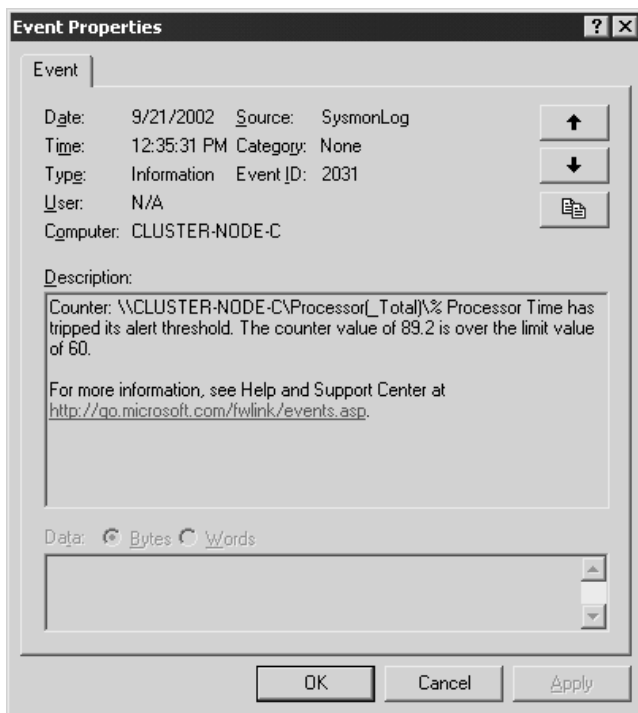 Event Properties
Event
Date: 9/21/2002 Source: SysmonLog
Time: 12:35:31 PM Category: None
Type: Information Event ID: 2031
User: N/A
Computer: CLUSTER-NODE-C
Description:
Counter: \\CLUSTER-NODE-C\Processor(_Total)\% Processor Time has
tripped its alert threshold. The counter value of 89.2 is over the limit value
of 60.
For more information, see Help and Support Center at
http://go.microsoft.com/fwlink/events.asp.
Data: Bytes Words
OK Cancel Apply